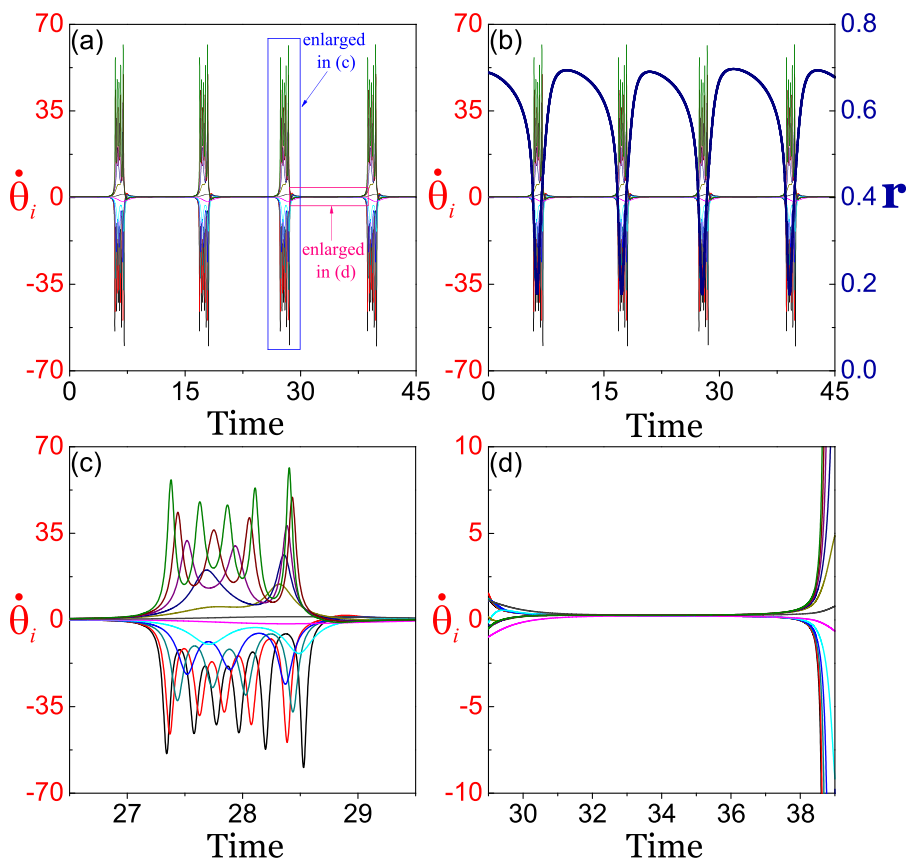 (a)
enlarged
in (c)
enlarged
in (d)
70
35
0
-35
-70
θ̇i
0
15
30
45
Time
(b)
70
35
0
-35
-70
θ̇i
0.8
0.6
0.4
0.2
0.0
r
0
15
30
45
Time
(c)
70
35
0
-35
-70
θ̇i
27
28
29
Time
(d)
10
5
0
-5
-10
θ̇i
30
32
34
36
38
Time